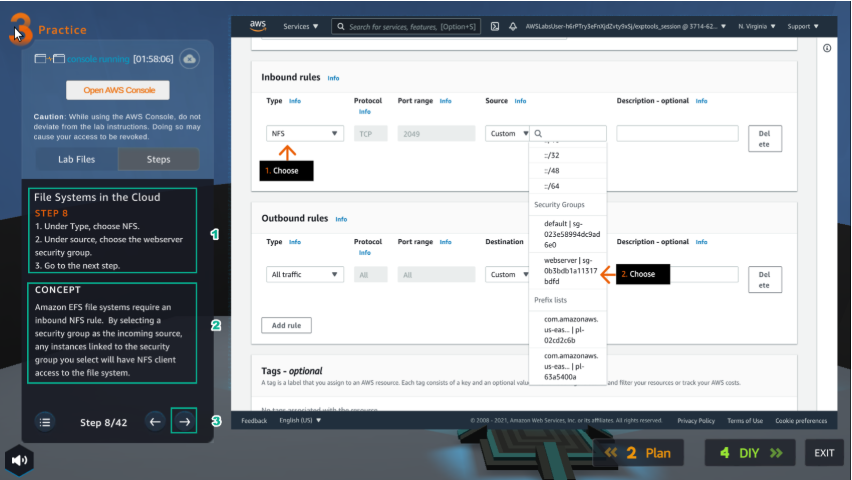 3 Practice
console running [01:58:06]
Open AWS Console
Caution: While using the AWS Console, do not
deviate from the lab instructions. Doing so may
cause your access to be revoked.
Lab Files
Steps
File Systems in the Cloud
STEP 8
1. Under Type, choose NFS.
2. Under source, choose the webserver
security group.
3. Go to the next step.
1
CONCEPT
Amazon EFS file systems require an
inbound NFS rule. By selecting a
security group as the incoming source,
any instances linked to the security
group you select will have NFS client
access to the file system.
2
Step 8/42
3
aws
Services ▼
Search for services, features, [Option+S]
AWSLabsUser-h6rPTry3eFnXjdZvty9xSj/exptools_session @ 3714-62... ▼
N. Virginia ▼
Support ▼
Inbound rules Info
Type Info
Protocol Info
Port range Info
Source Info
Description - optional Info
NFS ▼
TCP
2049
Custom ▼
Del
ete
1. Choose
::/32
::/48
::/64
Security Groups
default | sg-
023e58994dc9ad
6e0
webserver | sg-
0b3bdb1a11317
bdfd
2. Choose
Prefix lists
com.amazonaws.
us-eas... | pl-
02cd2c6b
com.amazonaws.
us-eas... | pl-
63a5400a
Outbound rules Info
Type Info
Protocol Info
Port range Info
Destination
Description - optional Info
All traffic ▼
All
All
Custom ▼
Del
ete
Add rule
Tags - optional
A tag is a label that you assign to an AWS resource. Each tag consists of a key and an optional
and filter your resources or track your AWS costs.
No tags associated with the resource
Feedback
English (US) ▼
© 2008 - 2021, Amazon Web Services, Inc. or its affiliates. All rights reserved.
Privacy Policy
Terms of Use
Cookie preferences
2 Plan
4 DIY
EXIT